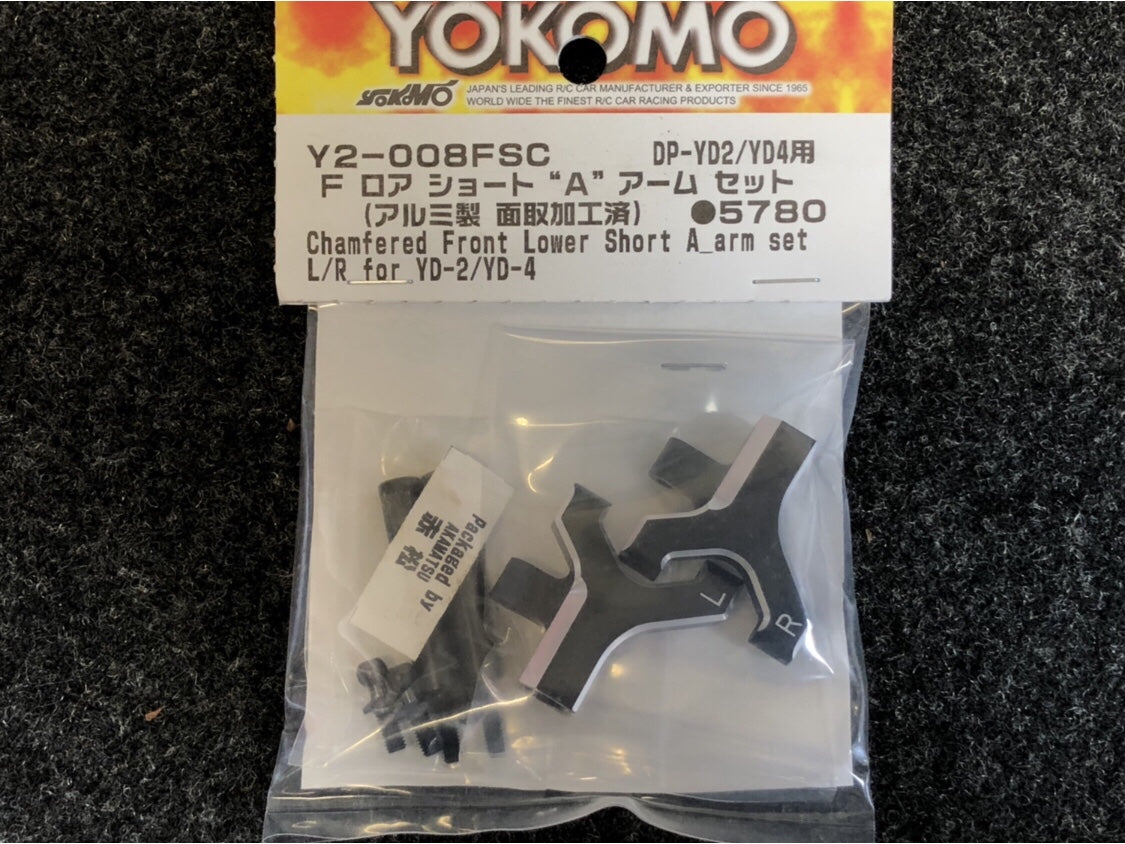 YOKOMO
YOKOMO JAPAN'S LEADING R/C CAR MANUFACTURER & EXPORTER SINCE 1965
WORLD WIDE THE FINEST R/C CAR RACING PRODUCTS
Y2-008FSC DP-YD2/YD4用
F ロア ショート “A” アーム セット
(アルミ製 面取加工済) ●5780
Chamfered Front Lower Short A_arm set
L/R for YD-2/YD-4
Packaged by
AKAMATSU
赤松
L
R